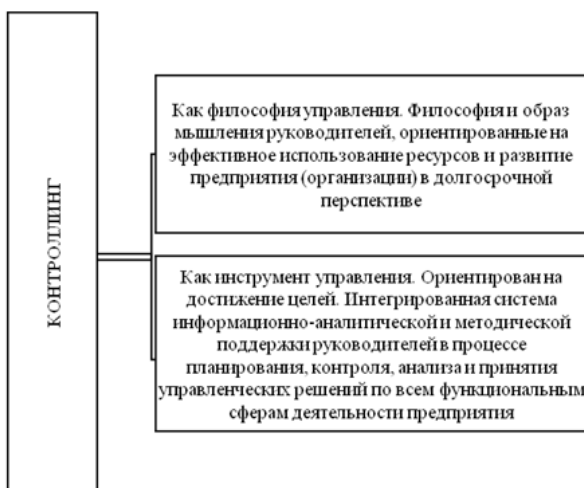 КОНТРОЛЛИНГ
Как философия управления. Философия и образ
мышления руководителей, ориентированные на
эффективное использование ресурсов и развитие
предприятия (организации) в долгосрочной
перспективе
Как инструмент управления. Ориентирован на
достижение целей. Интегрированная система
информационно-аналитической и методической
поддержки руководителей в процессе
планирования, контроля, анализа и принятия
управленческих решений по всем функциональным
сферам деятельности предприятия